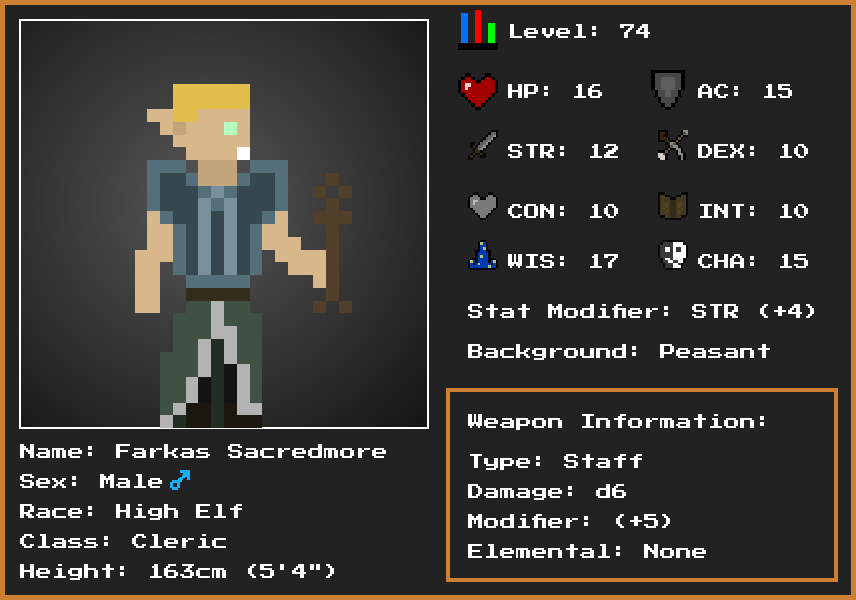 Level: 74
HP: 16
AC: 15
STR: 12
DEX: 10
CON: 10
INT: 10
WIS: 17
CHA: 15
Stat Modifier: STR (+4)
Background: Peasant
Weapon Information:
Type: Staff
Damage: d6
Modifier: (+5)
Elemental: None
Name: Farkas Sacredmore
Sex: Male♂
Race: High Elf
Class: Cleric
Height: 163cm (5'4")